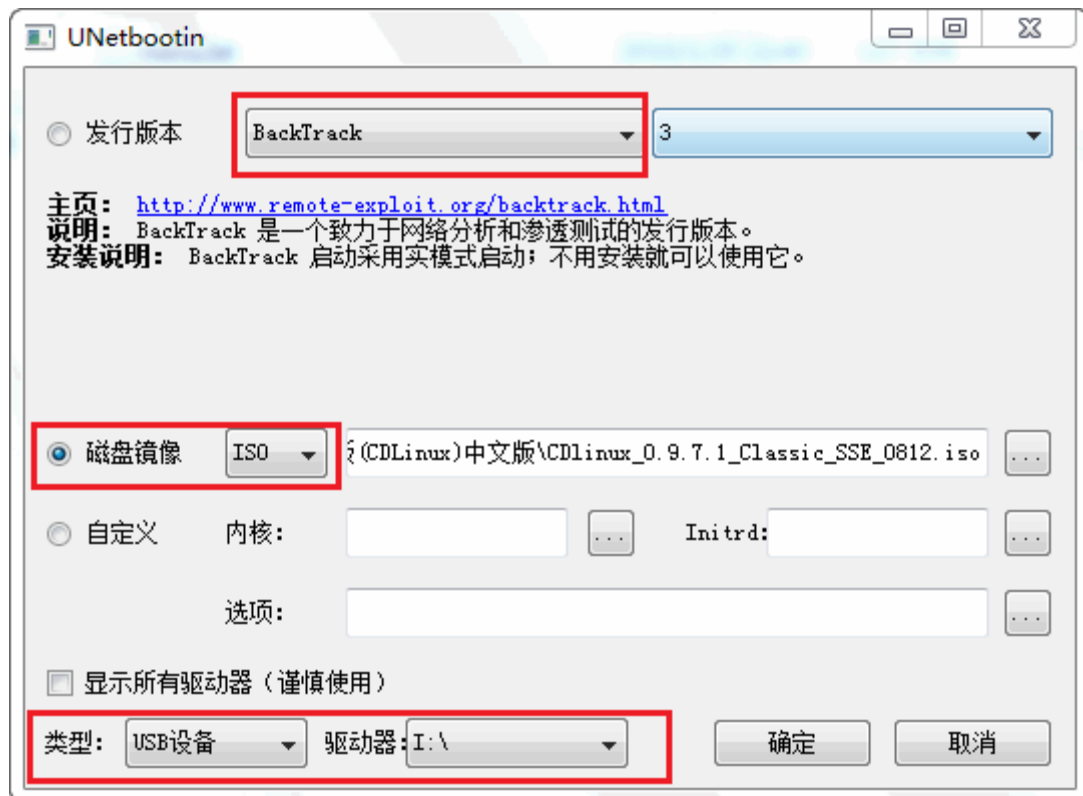 UNetbootin
发行版本 BackTrack 3
主页： http://www.remote-exploit.org/backtrack.html
说明： BackTrack 是一个致力于网络分析和渗透测试的发行版本。
安装说明： BackTrack 启动采用实模式启动；不用安装就可以使用它。
磁盘镜像 ISO (CDLinux)中文版\CDlinux_0.9.7.1_Classic_SSE_0812.iso ...
自定义 内核： ... Initrd: ...
选项： ...
显示所有驱动器（谨慎使用）
类型： USB设备 驱动器: I:\ 确定 取消